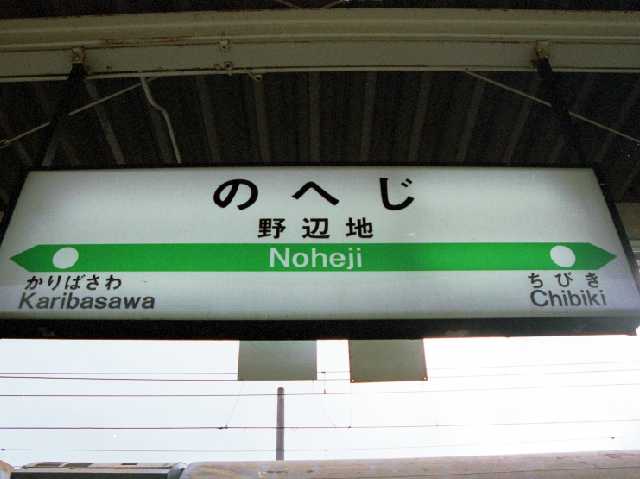 のへじ
野辺地
Noheji
かりばさわ
Karibasawa
ちびき
Chibiki